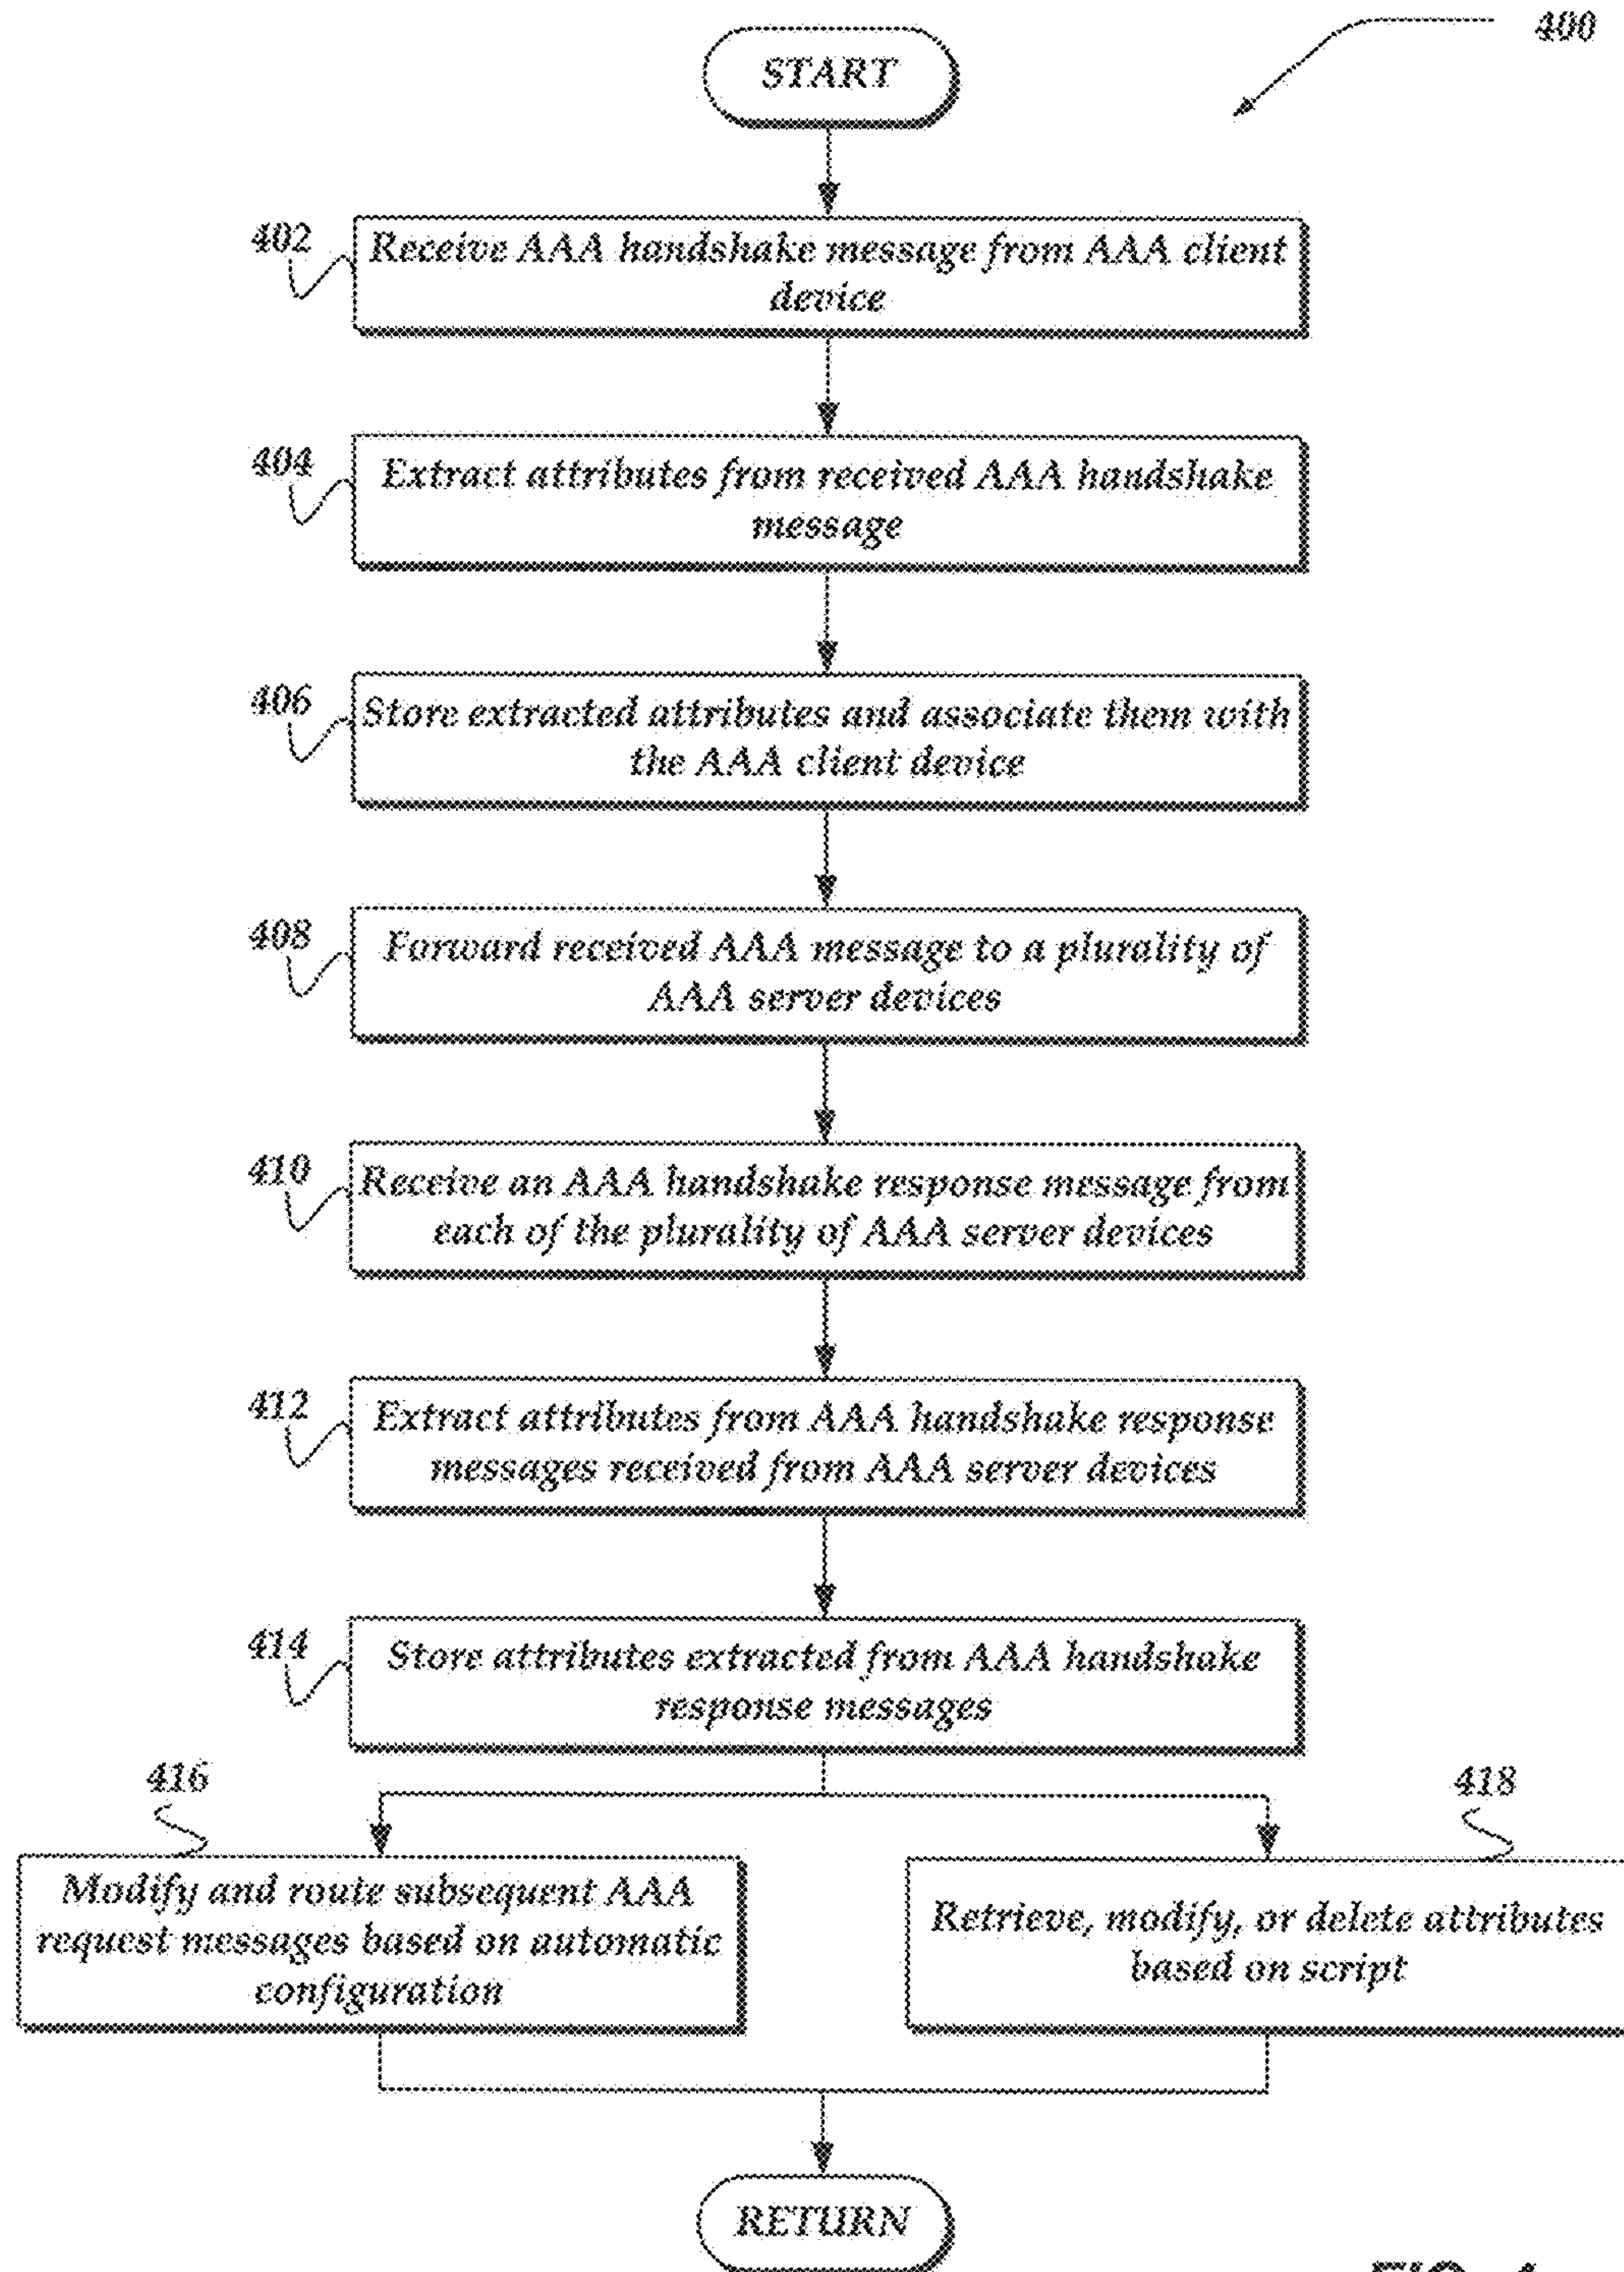 400
START
402
Receive AAA handshake message from AAA client
device
404
Extract attributes from received AAA handshake
message
406
Store extracted attributes and associate them with
the AAA client device
408
Forward received AAA message to a plurality of
AAA server devices
410
Receive an AAA handshake response message from
each of the plurality of AAA server devices
412
Extract attributes from AAA handshake response
messages received from AAA server devices
414
Store attributes extracted from AAA handshake
response messages
416
Modify and route subsequent AAA
request messages based on automatic
configuration
418
Retrieve, modify, or delete attributes
based on script
RETURN